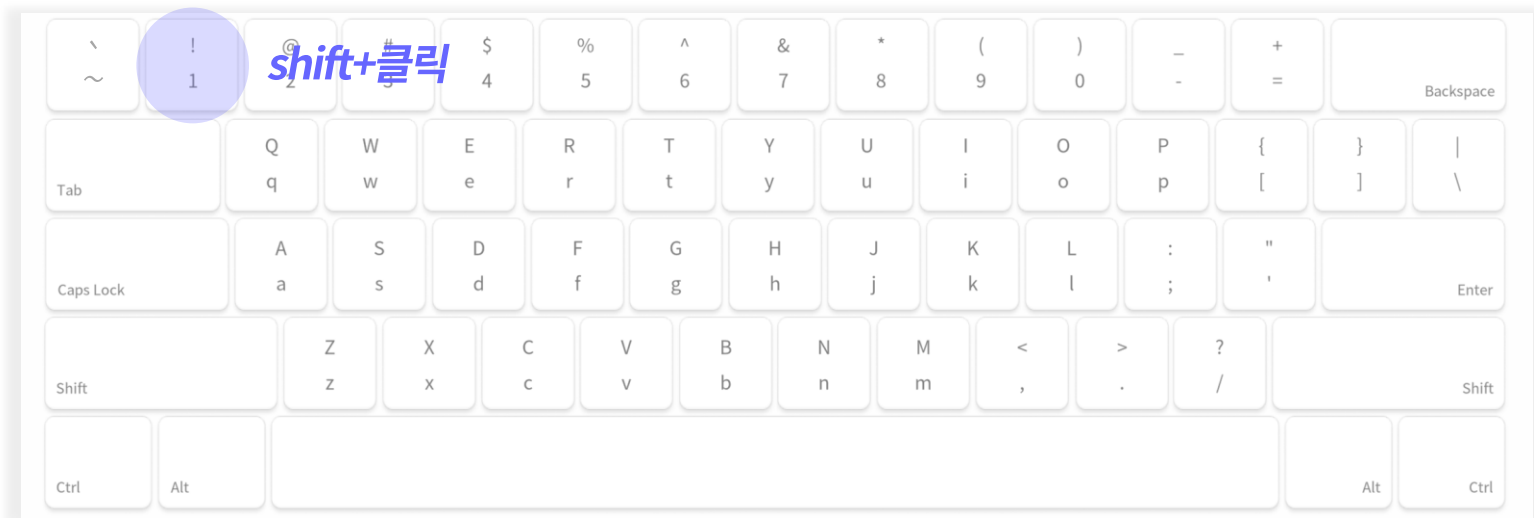 、 ! @ # $ % ^ & * ( ) _ +
shift+클릭
~ 1 2 3 4 5 6 7 8 9 0 - = Backspace
Q W E R T Y U I O P { } |
Tab q w e r t y u i o p [ ] \
A S D F G H J K L : "
Caps Lock a s d f g h j k l ; ' Enter
Z X C V B N M < > ?
Shift z x c v b n m , . / Shift
Ctrl Alt Alt Ctrl